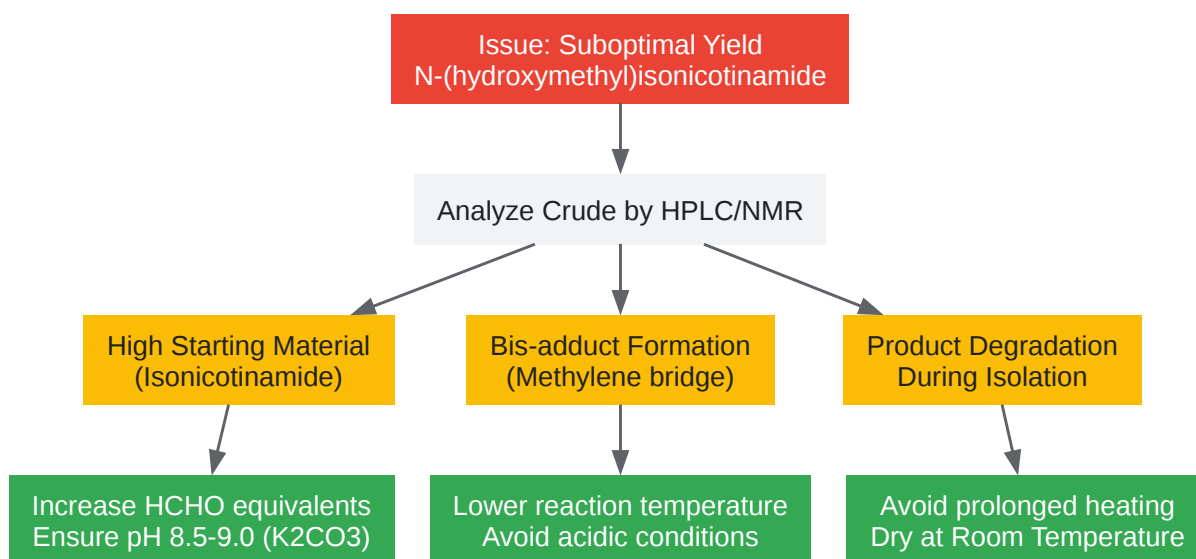 Issue: Suboptimal Yield
N-(hydroxymethyl)isonicotinamide
Analyze Crude by HPLC/NMR
High Starting Material
(Isonicotinamide)
Bis-adduct Formation
(Methylene bridge)
Product Degradation
During Isolation
Increase HCHO equivalents
Ensure pH 8.5-9.0 (K2CO3)
Lower reaction temperature
Avoid acidic conditions
Avoid prolonged heating
Dry at Room Temperature